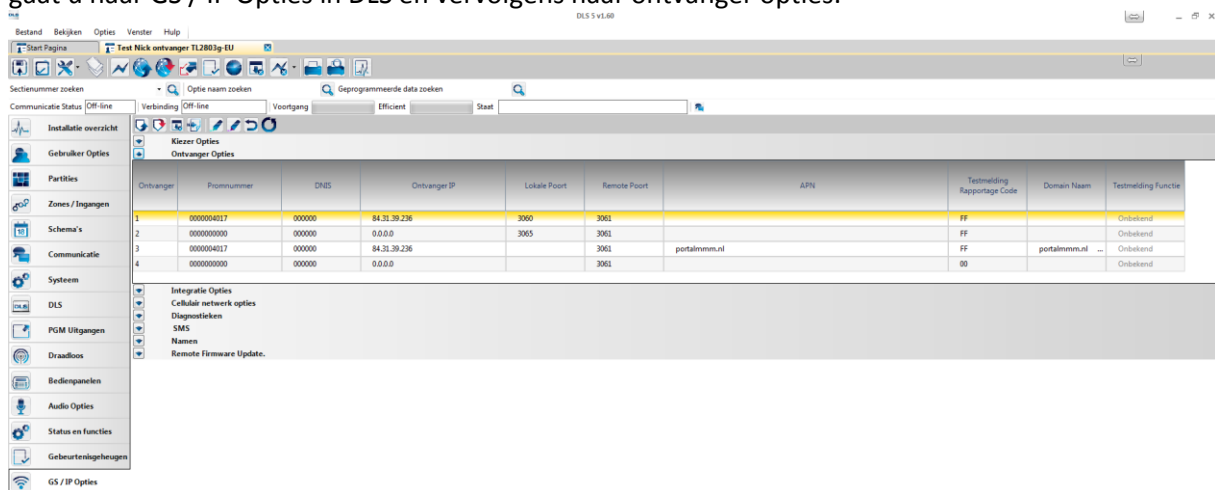 gaat u naar GS / IP Opties in DLS en vervolgens naar ontvanger opties.
DLS 5 v1.60
Bestand Bekijken Opties Venster Hulp
Start Pagina Test Nick ontvanger TL2803g-EU
Sectienummer zoeken Optie naam zoeken Geprogrammeerde data zoeken
Communicatie Status Off-line Verbinding Off-line Voortgang Efficient Staat
Installatie overzicht
Gebruiker Opties
Partities
Zones / Ingangen
Schema's
Communicatie
Systeem
DLS
PGM Uitgangen
Draadloos
Bedienpanelen
Audio Opties
Status en functies
Gebeurtenisgeheugen
GS / IP Opties
Kiezer Opties
Ontvanger Opties
Ontvanger Promnummer DNIS Ontvanger IP Lokale Poort Remote Poort APN Testmelding Rapportage Code Domain Naam Testmelding Functie
1 0000004017 000000 84.31.39.236 3060 3061 FF Onbekend
2 0000000000 000000 0.0.0.0 3065 3061 FF Onbekend
3 0000004017 000000 84.31.39.236 3061 portalmmm.nl FF portalmmm.nl ... Onbekend
4 0000000000 000000 0.0.0.0 3061 00 Onbekend
Integratie Opties
Cellulair netwerk opties
Diagnostieken
SMS
Namen
Remote Firmware Update.